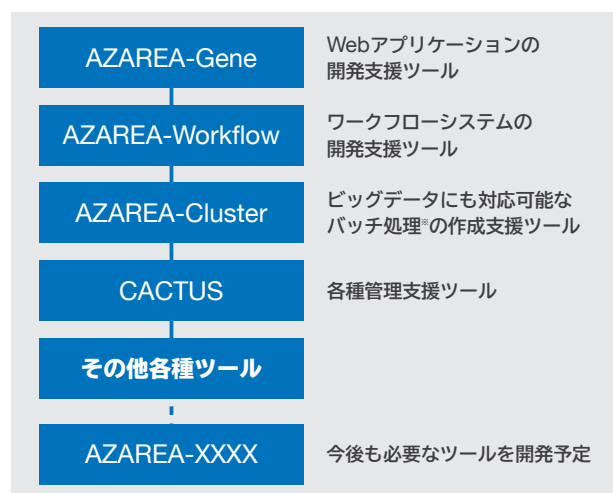 AZAREA-Gene
Webアプリケーションの
開発支援ツール
AZAREA-Workflow
ワークフローシステムの
開発支援ツール
AZAREA-Cluster
ビッグデータにも対応可能な
バッチ処理※の作成支援ツール
CACTUS
各種管理支援ツール
その他各種ツール
AZAREA-XXXX
今後も必要なツールを開発予定